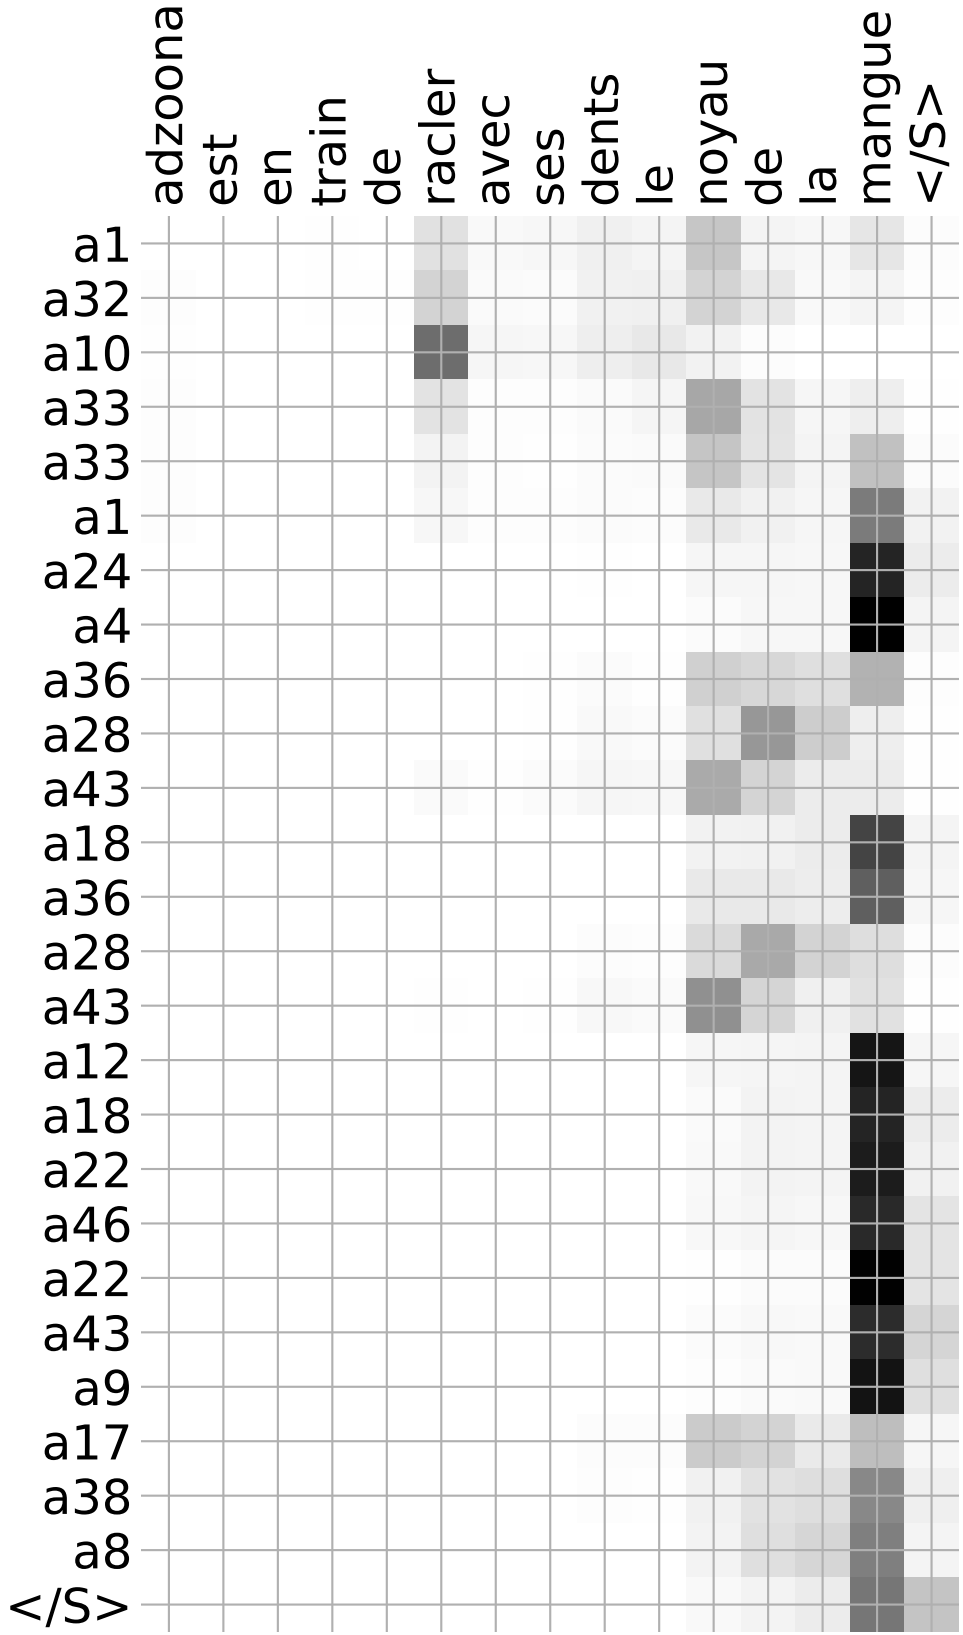 adzoona est en train de racler avec ses dents le noyau de la mangue </S>
a1
a32
a10
a33
a33
a1
a24
a4
a36
a28
a43
a18
a36
a28
a43
a12
a18
a22
a46
a22
a43
a9
a17
a38
a8
</S>